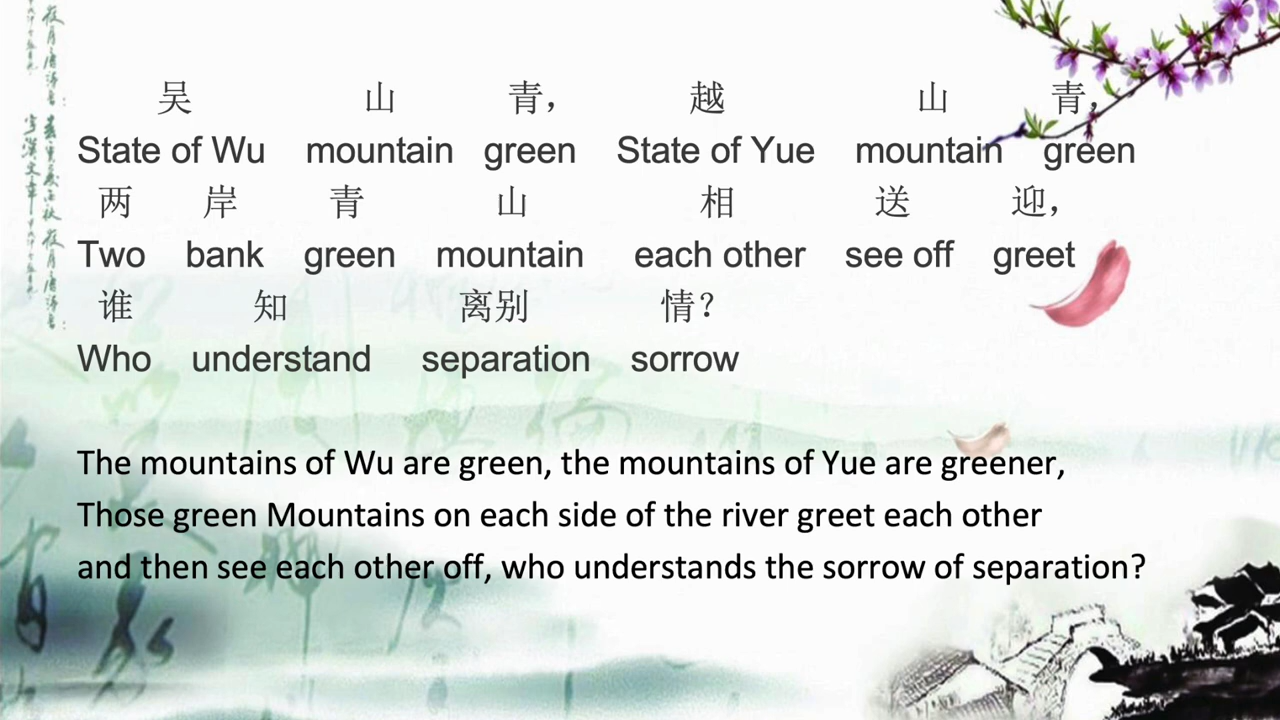 吴 山 青， 越 山 青，
State of Wu mountain green State of Yue mountain green
两 岸 青 山 相 送 迎，
Two bank green mountain each other see off greet
谁 知 离别 情？
Who understand separation sorrow
The mountains of Wu are green, the mountains of Yue are greener,
Those green Mountains on each side of the river greet each other
and then see each other off, who understands the sorrow of separation?